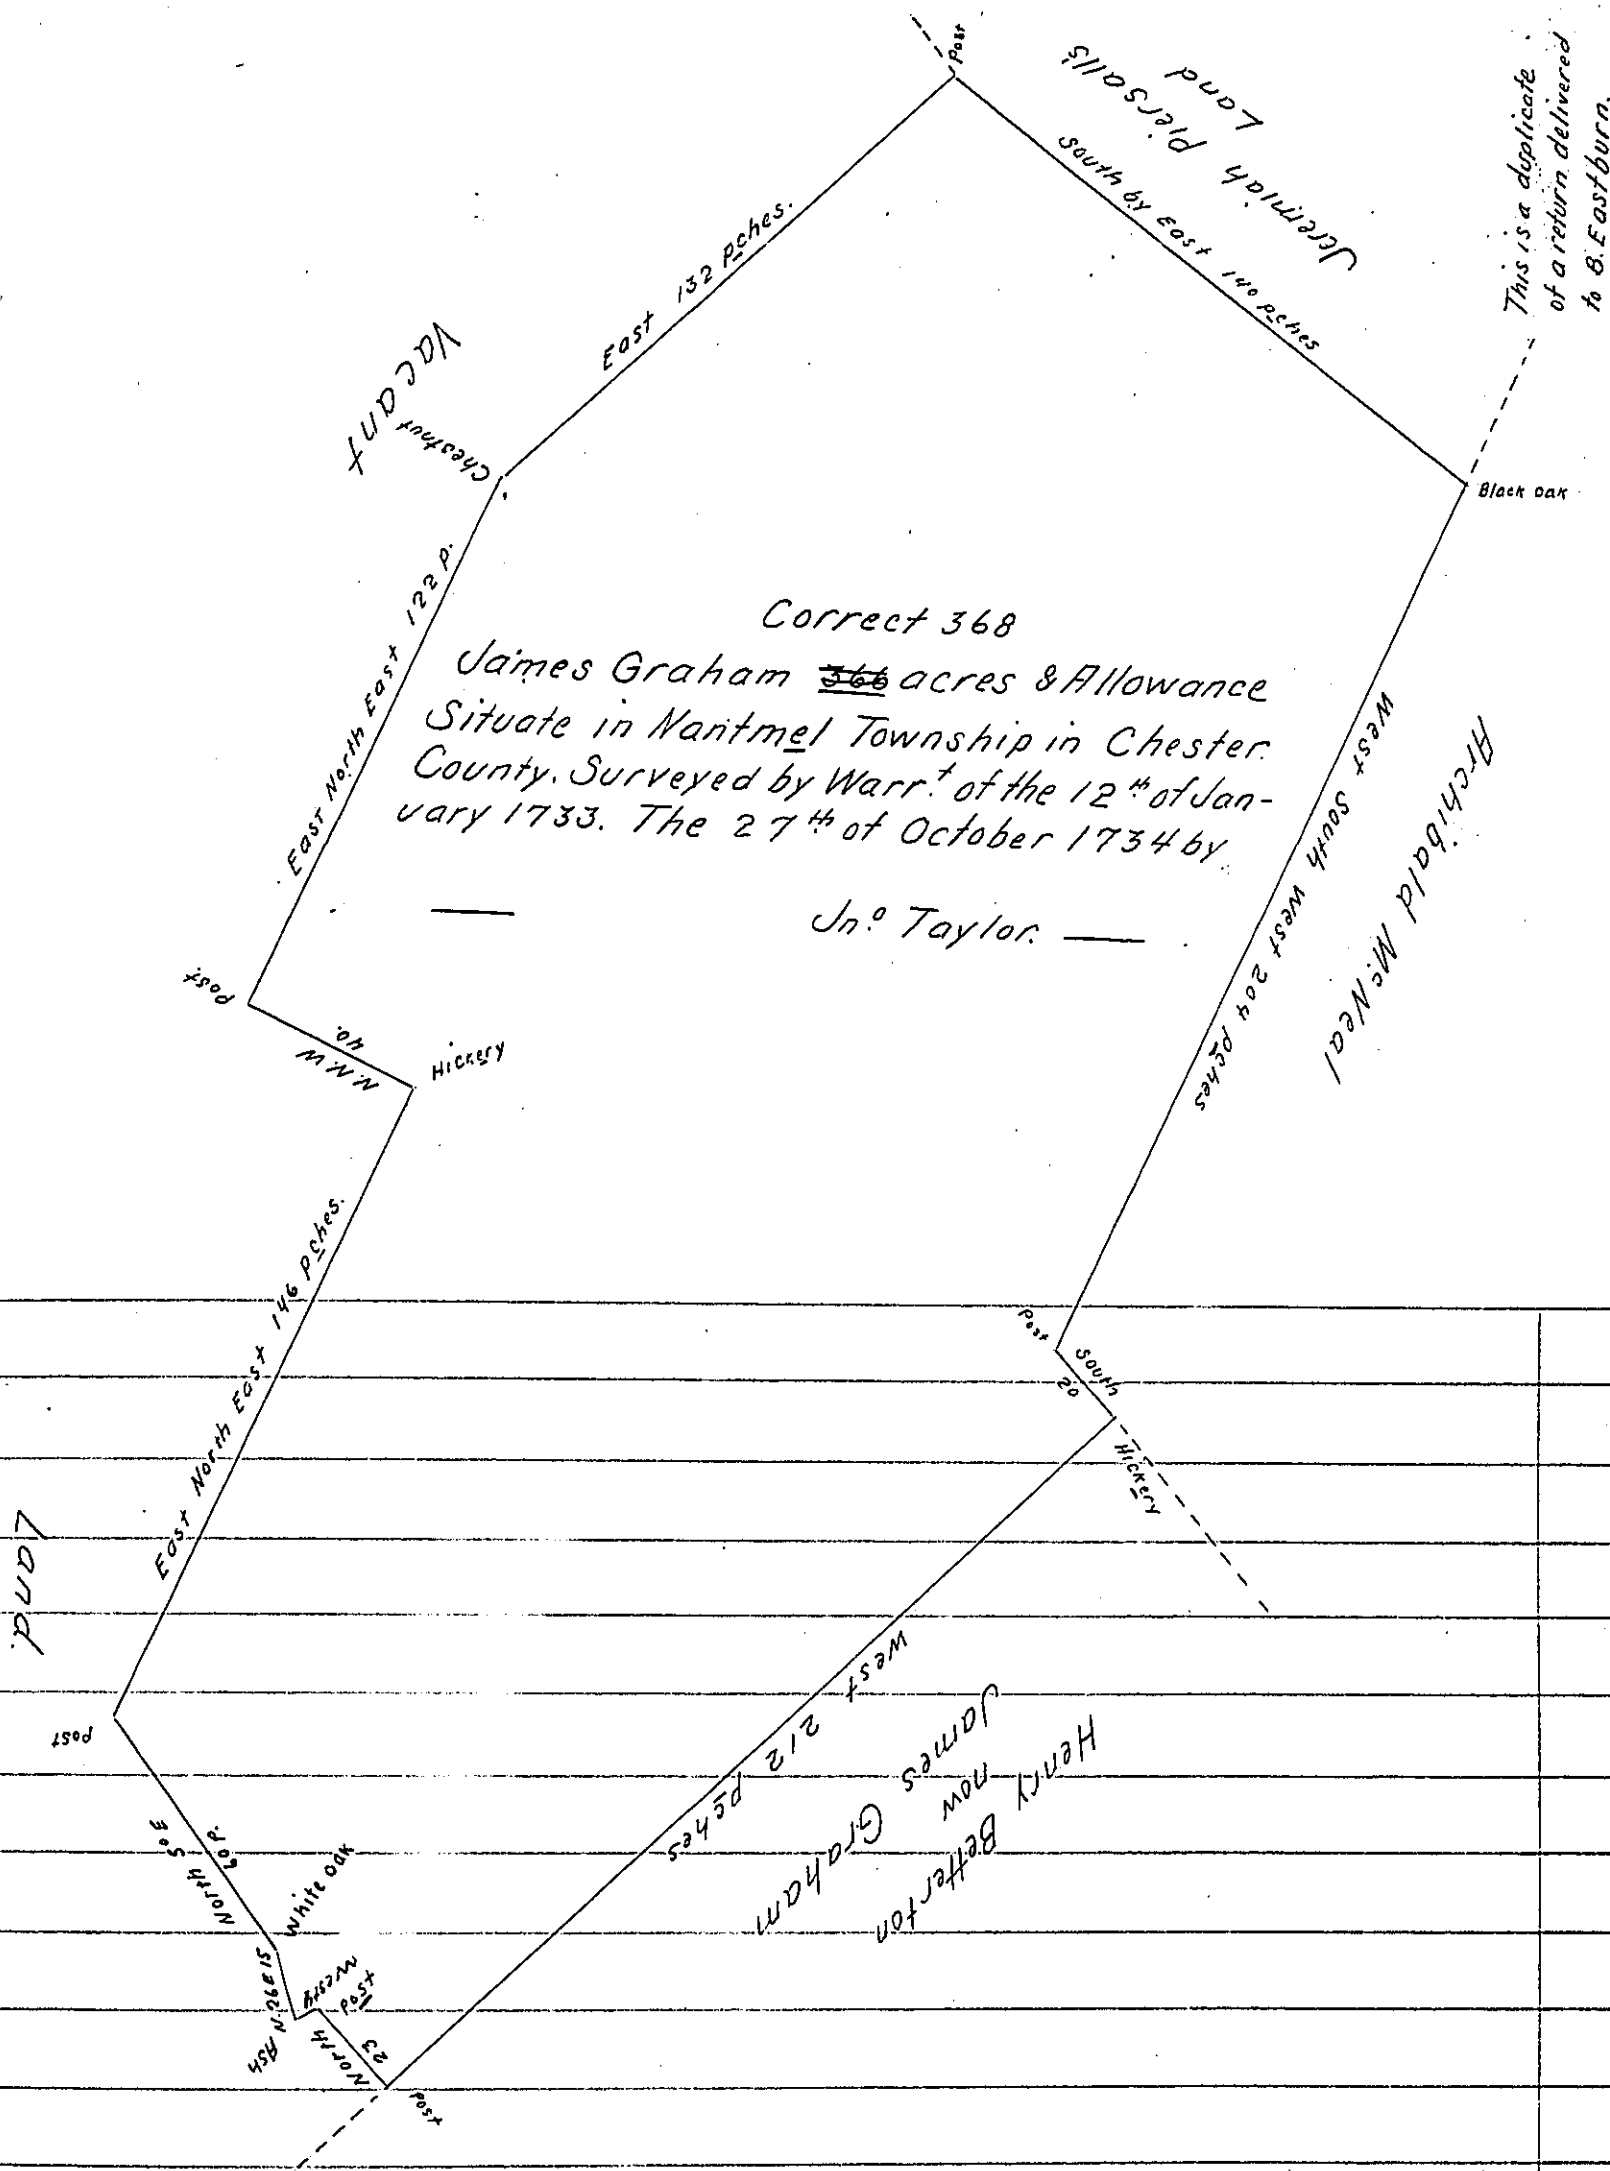 Post
Jeremiah Piersall's
Land
South by East 140 pches
This is a duplicate
of a return delivered
to B. Eastburn.
East 132 pches.
Vacant
Chestnut
Black Oak
East North East 122 p.
Correct 368
James Graham 366 acres & Allowance
Situate in Nantmel Township in Chester
County. Surveyed by Warr.t of the 12th of Jan-
uary 1733. The 27th of October 1734 by
Jn.o Taylor.
West South West 204 pches
Archibald McNeal
Post
N.N.W
40.
Hickery
East North East 146 pches.
Post
South
20
Hickery
Land.
Post
West 212 pches
Henry Betterton
now
James Graham
North 5° E
60 p.
White Oak
N. 26 E 15
Ash
West 9
Post
North
23
Post